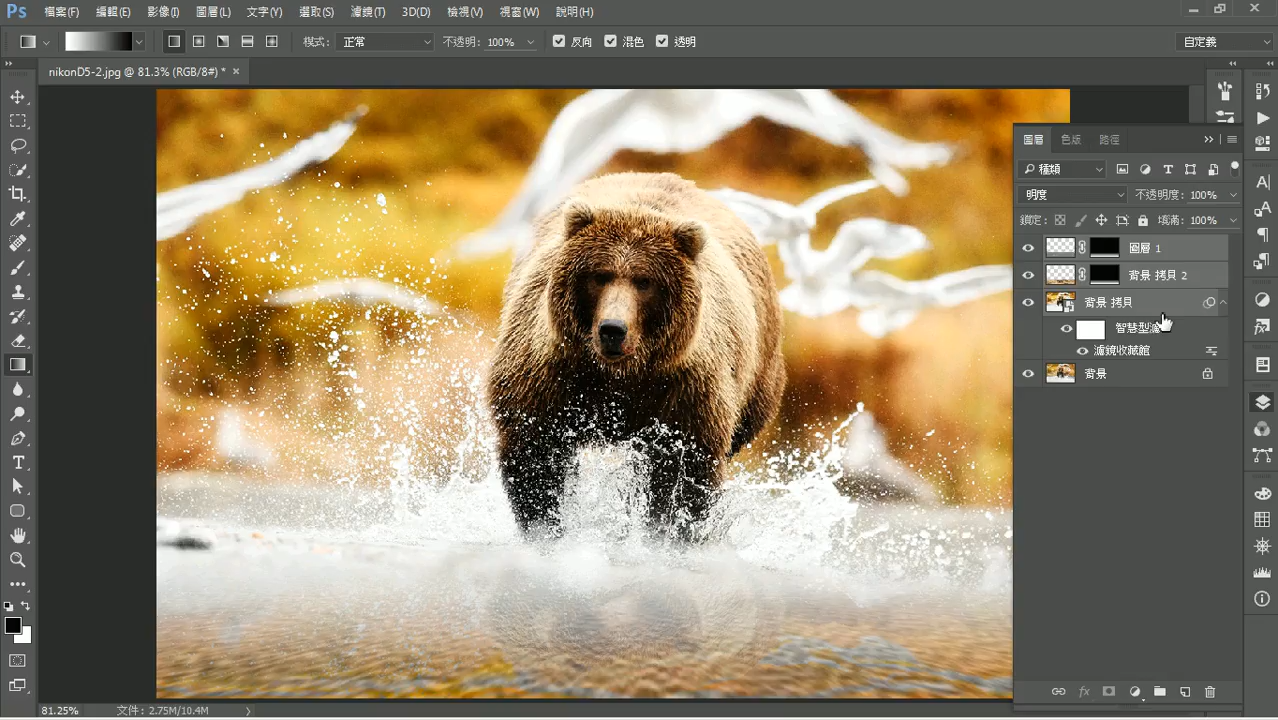 Ps 檔案(F) 編輯(E) 影像(I) 圖層(L) 文字(Y) 選取(S) 濾鏡(T) 3D(D) 檢視(V) 視窗(W) 說明(H)
模式: 正常 不透明: 100% 反向 混色 透明 自定義
nikonD5-2.jpg @ 81.3% (RGB/8#) * ×
圖層 色版 路徑
種類
明度 不透明度: 100%
鎖定: 填滿: 100%
圖層 1
背景 拷貝 2
背景 拷貝
智慧型濾
濾鏡收藏館
背景
fx
81.25% 文件: 2.75M/10.4M